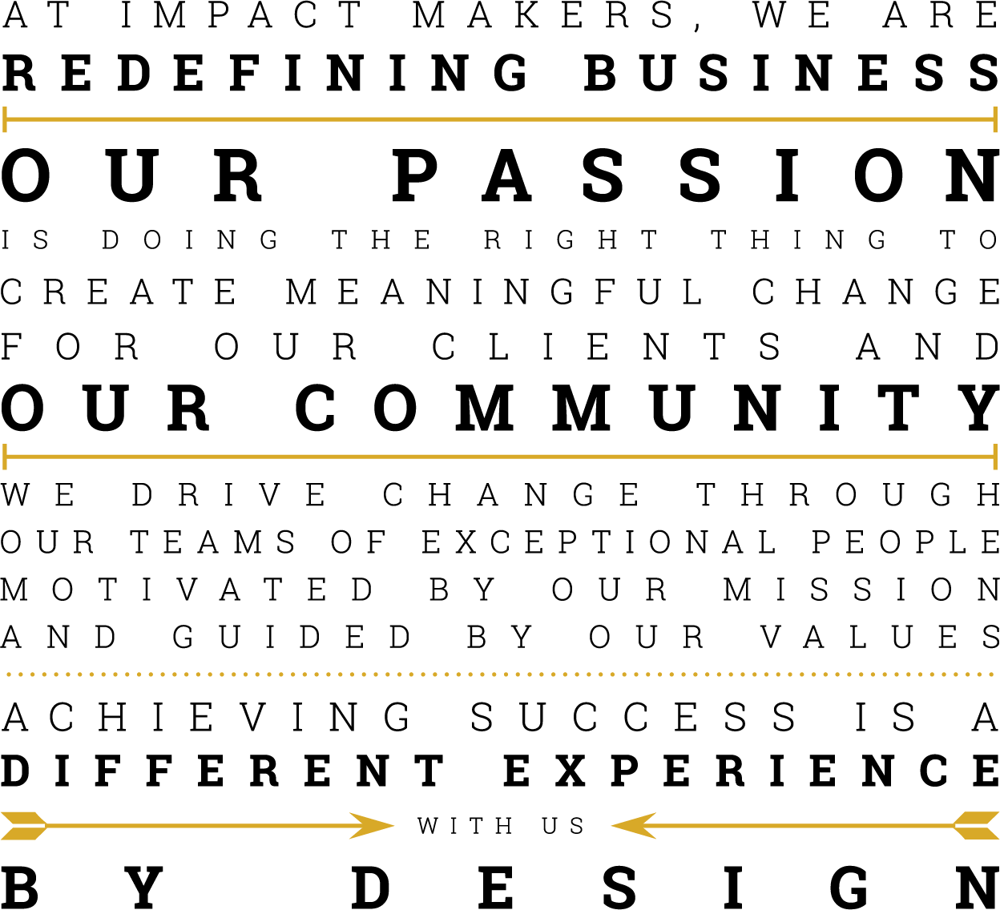 AT IMPACT MAKERS, WE ARE
REDEFINING BUSINESS
OUR PASSION
IS DOING THE RIGHT THING TO
CREATE MEANINGFUL CHANGE
FOR OUR CLIENTS AND
OUR COMMUNITY
WE DRIVE CHANGE THROUGH
OUR TEAMS OF EXCEPTIONAL PEOPLE
MOTIVATED BY OUR MISSION
AND GUIDED BY OUR VALUES
ACHIEVING SUCCESS IS A
DIFFERENT EXPERIENCE
WITH US
BY DESIGN